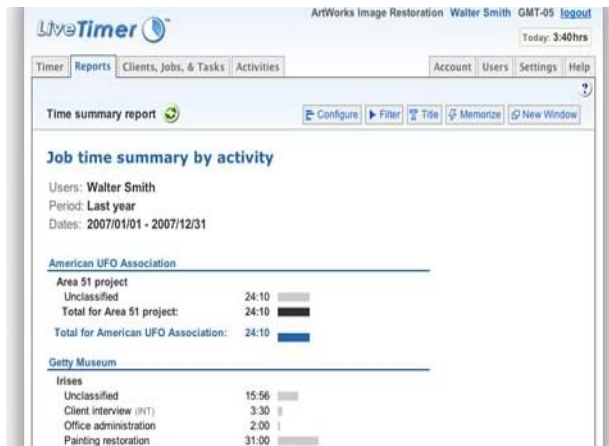 LiveTimer
ArtWorks Image Restoration Walter Smith GMT-05 logout
Today: 3:40hrs
Timer Reports Clients, Jobs, & Tasks Activities Account Users Settings Help
?
Time summary report Configure Filter Title Memorize New Window
Job time summary by activity
Users: Walter Smith
Period: Last year
Dates: 2007/01/01 - 2007/12/31
American UFO Association
Area 51 project
Unclassified 24:10
Total for Area 51 project: 24:10
Total for American UFO Association: 24:10
Getty Museum
Irises
Unclassified 15:56
Client interview (INT) 3:30
Office administration 2:00
Painting restoration 31:00